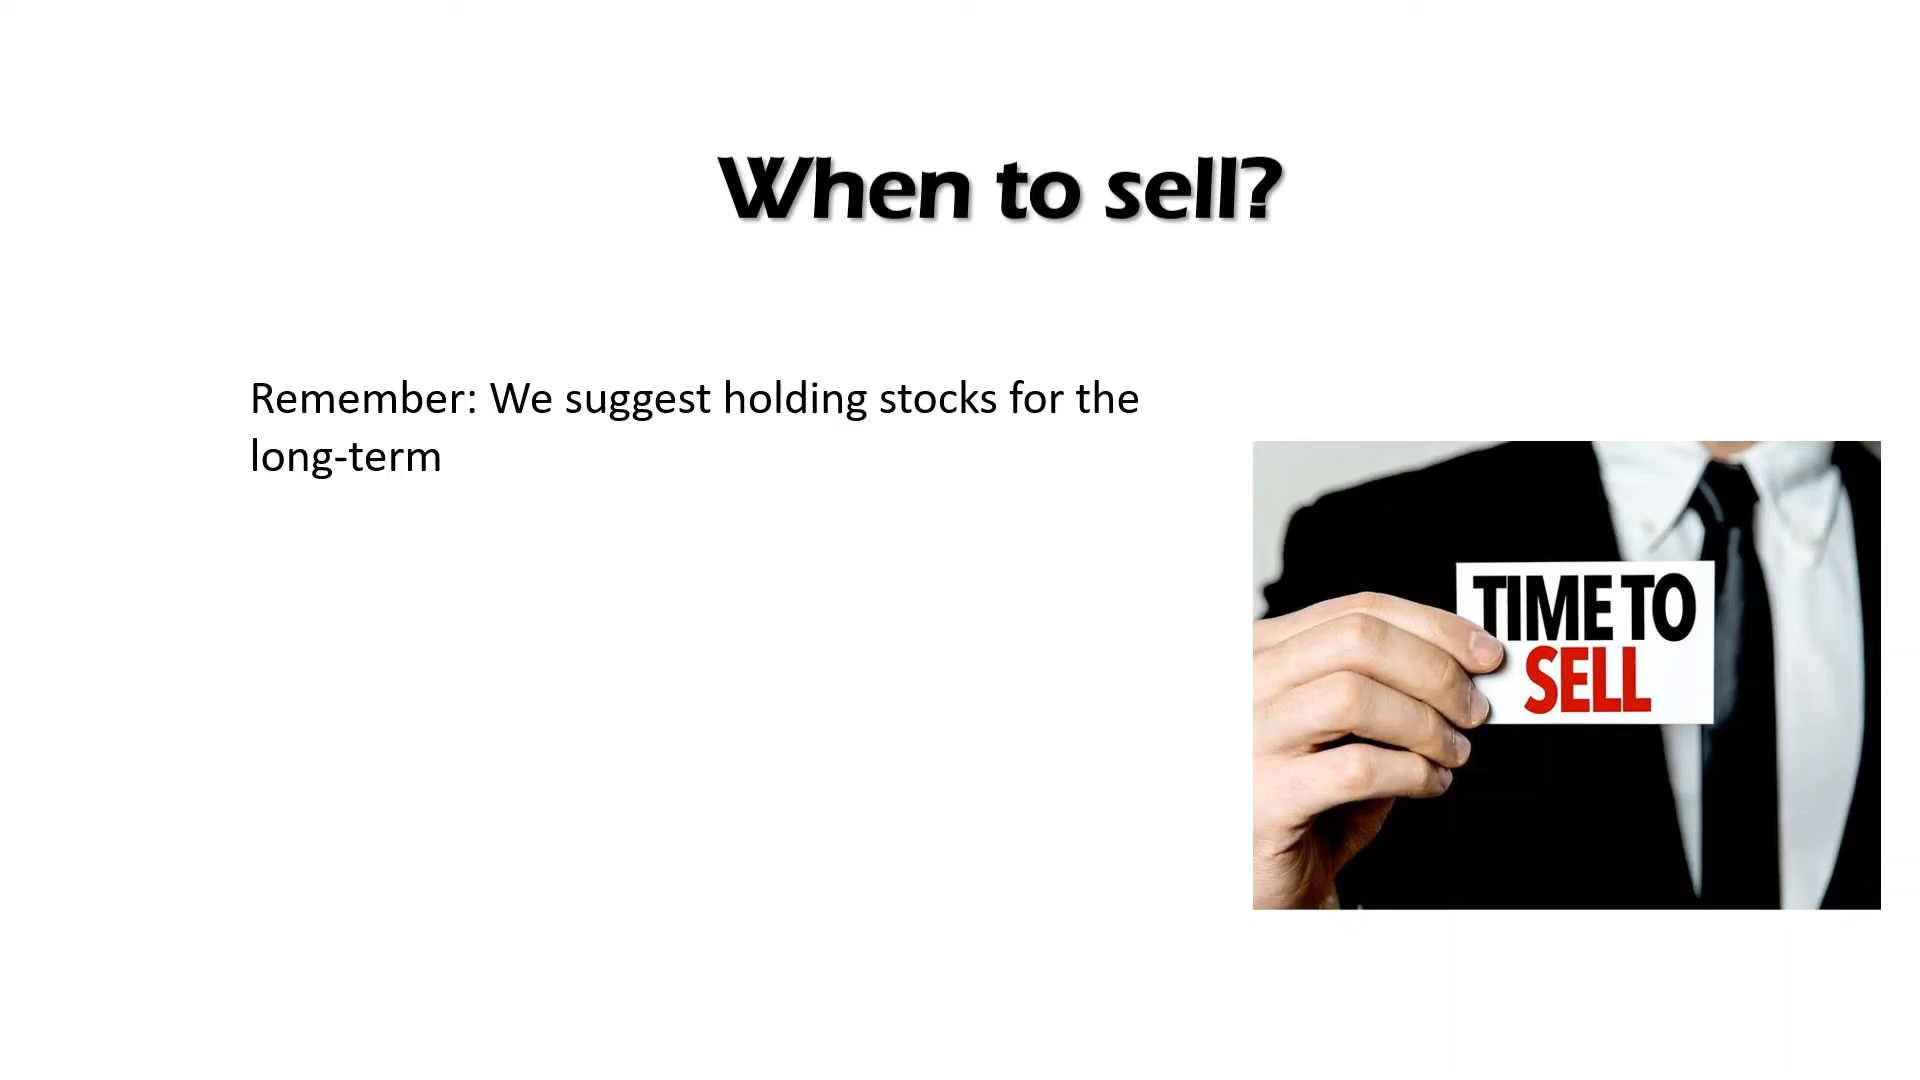 When to sell?
Remember: We suggest holding stocks for the
long-term
TIME TO
SELL